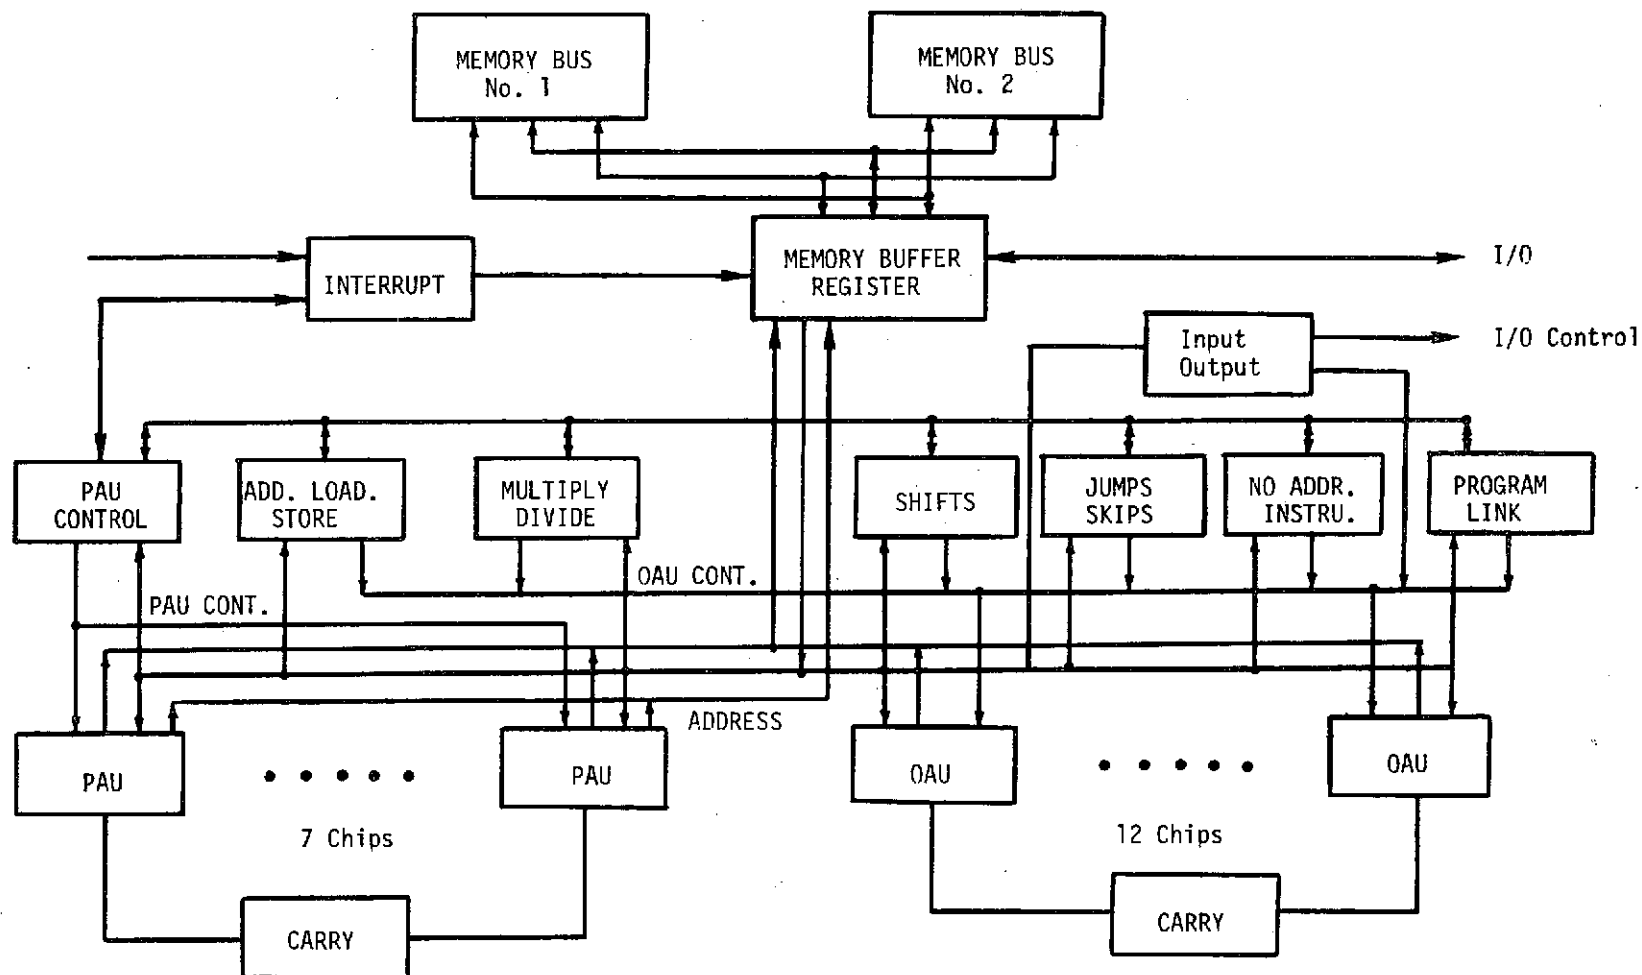 MEMORY BUS
No. 1
MEMORY BUS
No. 2
MEMORY BUFFER
REGISTER
I/O
INTERRUPT
Input
Output
I/O Control
PAU
CONTROL
ADD. LOAD.
STORE
MULTIPLY
DIVIDE
SHIFTS
JUMPS
SKIPS
NO ADDR.
INSTRU.
PROGRAM
LINK
OAU CONT.
PAU CONT.
ADDRESS
PAU
PAU
OAU
OAU
7 Chips
12 Chips
CARRY
CARRY